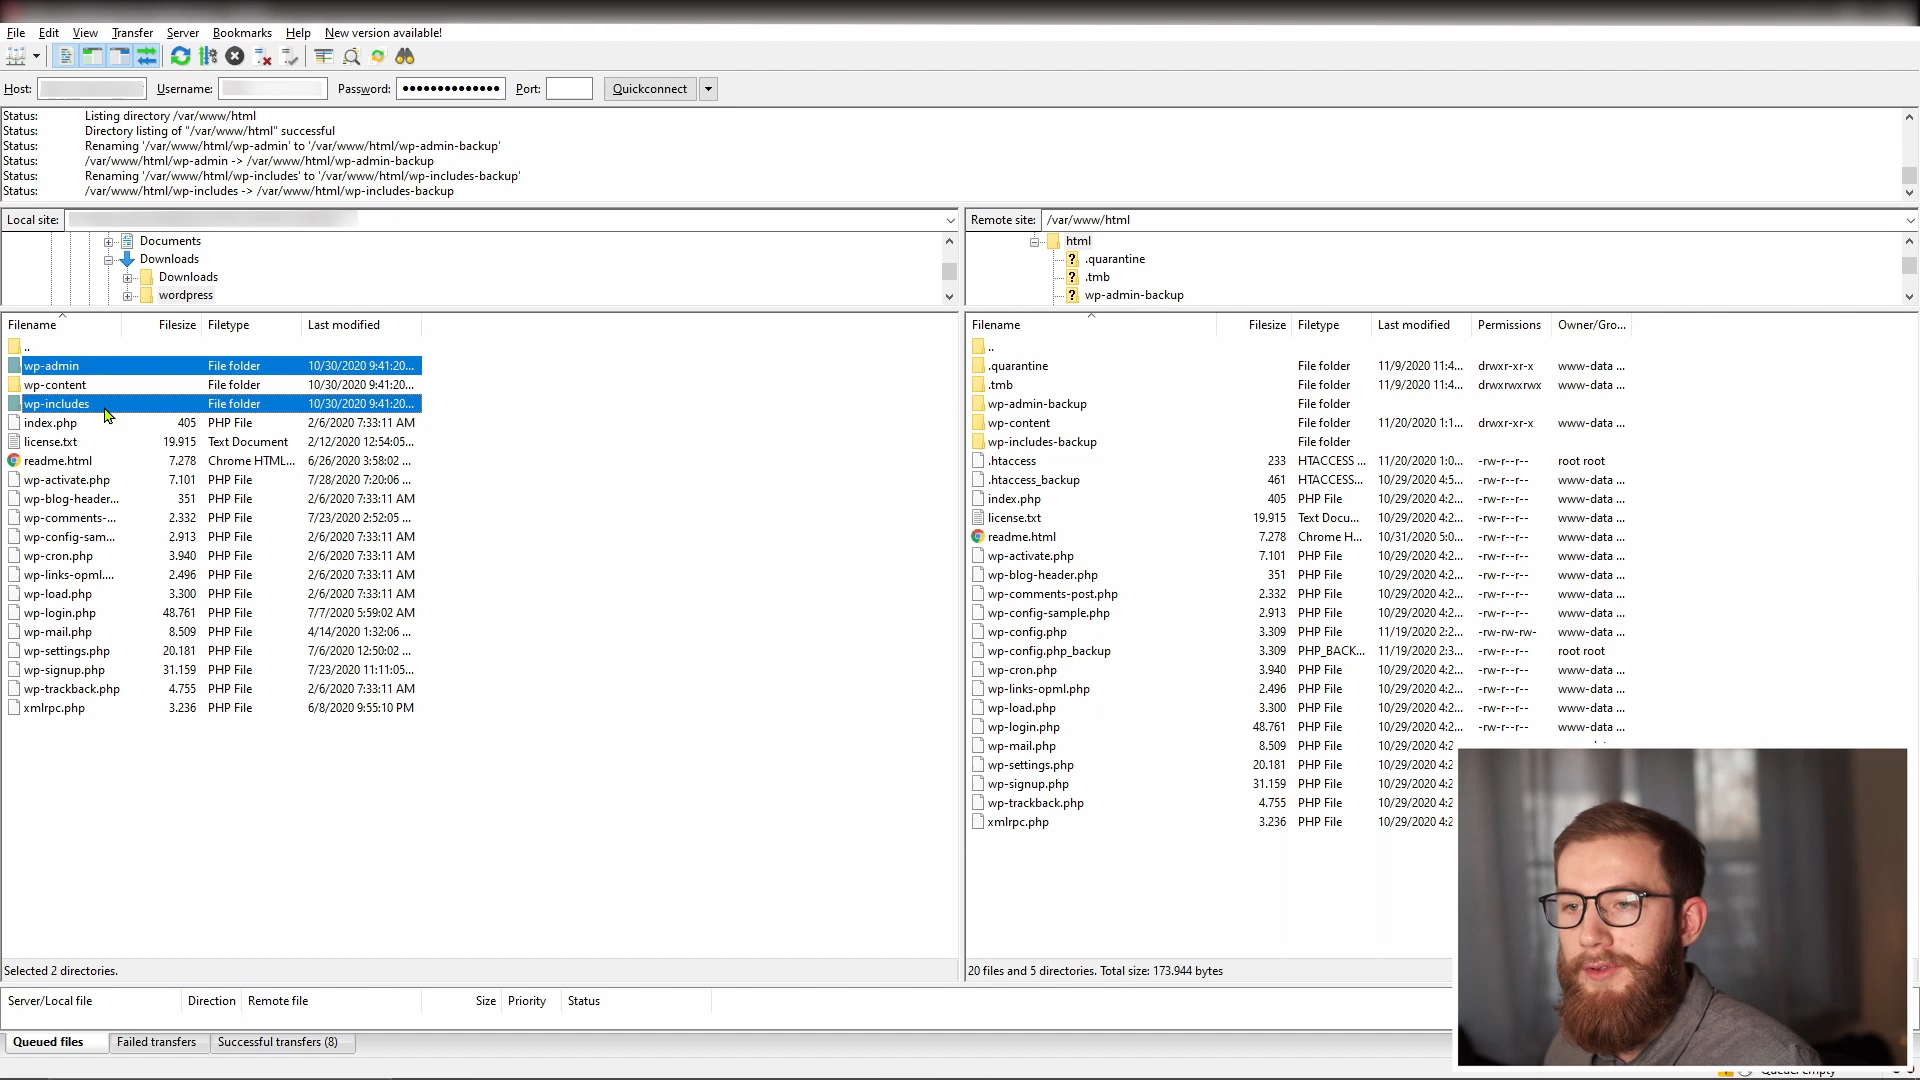 File Edit View Transfer Server Bookmarks Help New version available!
Host: Username: Password: •••••••••••••• Port: Quickconnect
Status: Listing directory /var/www/html
Status: Directory listing of "/var/www/html" successful
Status: Renaming '/var/www/html/wp-admin' to '/var/www/html/wp-admin-backup'
Status: /var/www/html/wp-admin -> /var/www/html/wp-admin-backup
Status: Renaming '/var/www/html/wp-includes' to '/var/www/html/wp-includes-backup'
Status: /var/www/html/wp-includes -> /var/www/html/wp-includes-backup
Local site:
Documents
Downloads
Downloads
wordpress
Filename Filesize Filetype Last modified
..
wp-admin File folder 10/30/2020 9:41:20...
wp-content File folder 10/30/2020 9:41:20...
wp-includes File folder 10/30/2020 9:41:20...
index.php 405 PHP File 2/6/2020 7:33:11 AM
license.txt 19.915 Text Document 2/12/2020 12:54:05...
readme.html 7.278 Chrome HTML... 6/26/2020 3:58:02 ...
wp-activate.php 7.101 PHP File 7/28/2020 7:20:06 ...
wp-blog-header... 351 PHP File 2/6/2020 7:33:11 AM
wp-comments-... 2.332 PHP File 7/23/2020 2:52:05 ...
wp-config-sam... 2.913 PHP File 2/6/2020 7:33:11 AM
wp-cron.php 3.940 PHP File 2/6/2020 7:33:11 AM
wp-links-opml.... 2.496 PHP File 2/6/2020 7:33:11 AM
wp-load.php 3.300 PHP File 2/6/2020 7:33:11 AM
wp-login.php 48.761 PHP File 7/7/2020 5:59:02 AM
wp-mail.php 8.509 PHP File 4/14/2020 1:32:06 ...
wp-settings.php 20.181 PHP File 7/6/2020 12:50:02 ...
wp-signup.php 31.159 PHP File 7/23/2020 11:11:05...
wp-trackback.php 4.755 PHP File 2/6/2020 7:33:11 AM
xmlrpc.php 3.236 PHP File 6/8/2020 9:55:10 PM
Selected 2 directories.
Remote site: /var/www/html
html
.quarantine
.tmb
wp-admin-backup
Filename Filesize Filetype Last modified Permissions Owner/Gro...
..
.quarantine File folder 11/9/2020 11:4... drwxr-xr-x www-data ...
.tmb File folder 11/9/2020 11:4... drwxrwxrwx www-data ...
wp-admin-backup File folder
wp-content File folder 11/20/2020 1:1... drwxr-xr-x www-data ...
wp-includes-backup File folder
.htaccess 233 HTACCESS ... 11/20/2020 1:0... -rw-r--r-- root root
.htaccess_backup 461 HTACCESS... 10/29/2020 4:5... -rw-r--r-- www-data ...
index.php 405 PHP File 10/29/2020 4:2... -rw-r--r-- www-data ...
license.txt 19.915 Text Docu... 10/29/2020 4:2... -rw-r--r-- www-data ...
readme.html 7.278 Chrome H... 10/31/2020 5:0... -rw-r--r-- www-data ...
wp-activate.php 7.101 PHP File 10/29/2020 4:2... -rw-r--r-- www-data ...
wp-blog-header.php 351 PHP File 10/29/2020 4:2... -rw-r--r-- www-data ...
wp-comments-post.php 2.332 PHP File 10/29/2020 4:2... -rw-r--r-- www-data ...
wp-config-sample.php 2.913 PHP File 10/29/2020 4:2... -rw-r--r-- www-data ...
wp-config.php 3.309 PHP File 11/19/2020 2:2... -rw-rw-rw- www-data ...
wp-config.php_backup 3.309 PHP_BACK... 11/19/2020 2:3... -rw-r--r-- root root
wp-cron.php 3.940 PHP File 10/29/2020 4:2... -rw-r--r-- www-data ...
wp-links-opml.php 2.496 PHP File 10/29/2020 4:2... -rw-r--r-- www-data ...
wp-load.php 3.300 PHP File 10/29/2020 4:2... -rw-r--r-- www-data ...
wp-login.php 48.761 PHP File 10/29/2020 4:2... -rw-r--r-- www-data ...
wp-mail.php 8.509 PHP File 10/29/2020 4:2
wp-settings.php 20.181 PHP File 10/29/2020 4:2
wp-signup.php 31.159 PHP File 10/29/2020 4:2
wp-trackback.php 4.755 PHP File 10/29/2020 4:2
xmlrpc.php 3.236 PHP File 10/29/2020 4:2
20 files and 5 directories. Total size: 173.944 bytes
Server/Local file Direction Remote file Size Priority Status
Queued files Failed transfers Successful transfers (8)